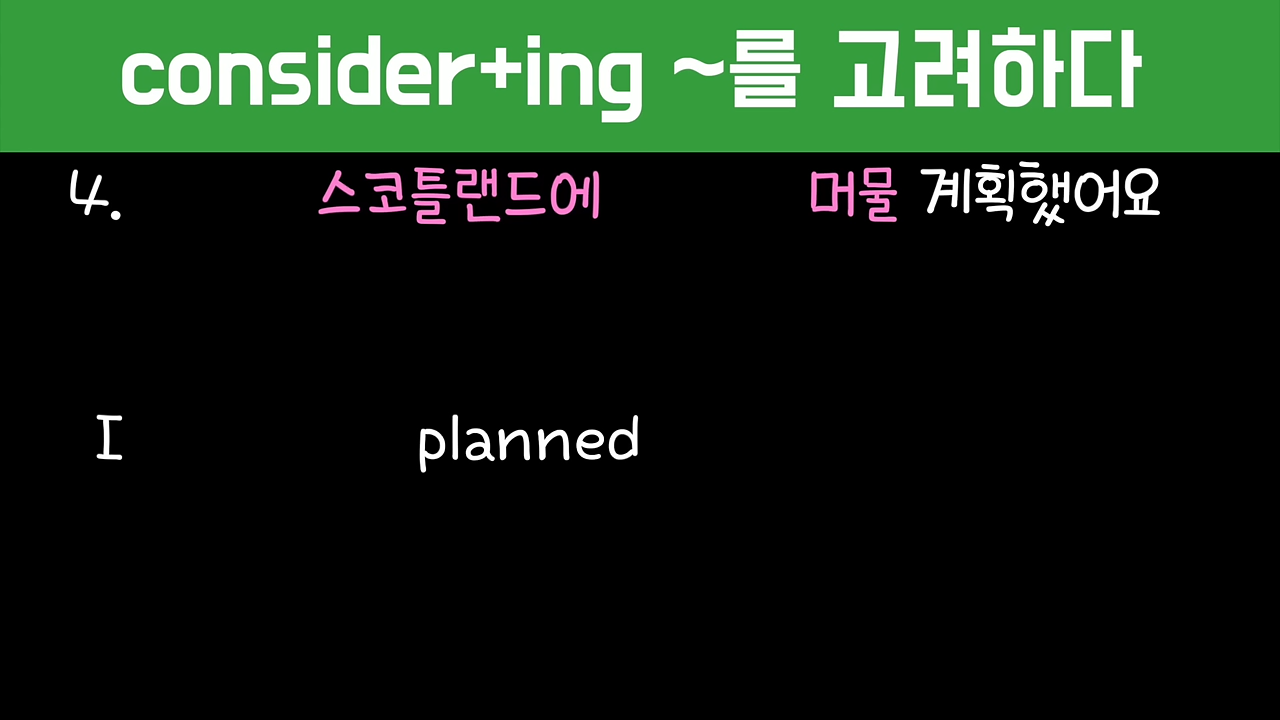 consider+ing ~를 고려하다
4. 스코틀랜드에 머물 계획했어요
I planned